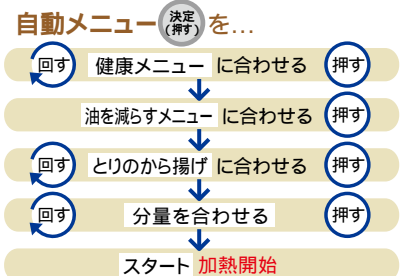 自動メニュー 決定(押す) を…
回す 健康メニュー に合わせる 押す
油を減らすメニュー に合わせる 押す
回す とりのから揚げ に合わせる 押す
回す 分量を合わせる 押す
スタート 加熱開始